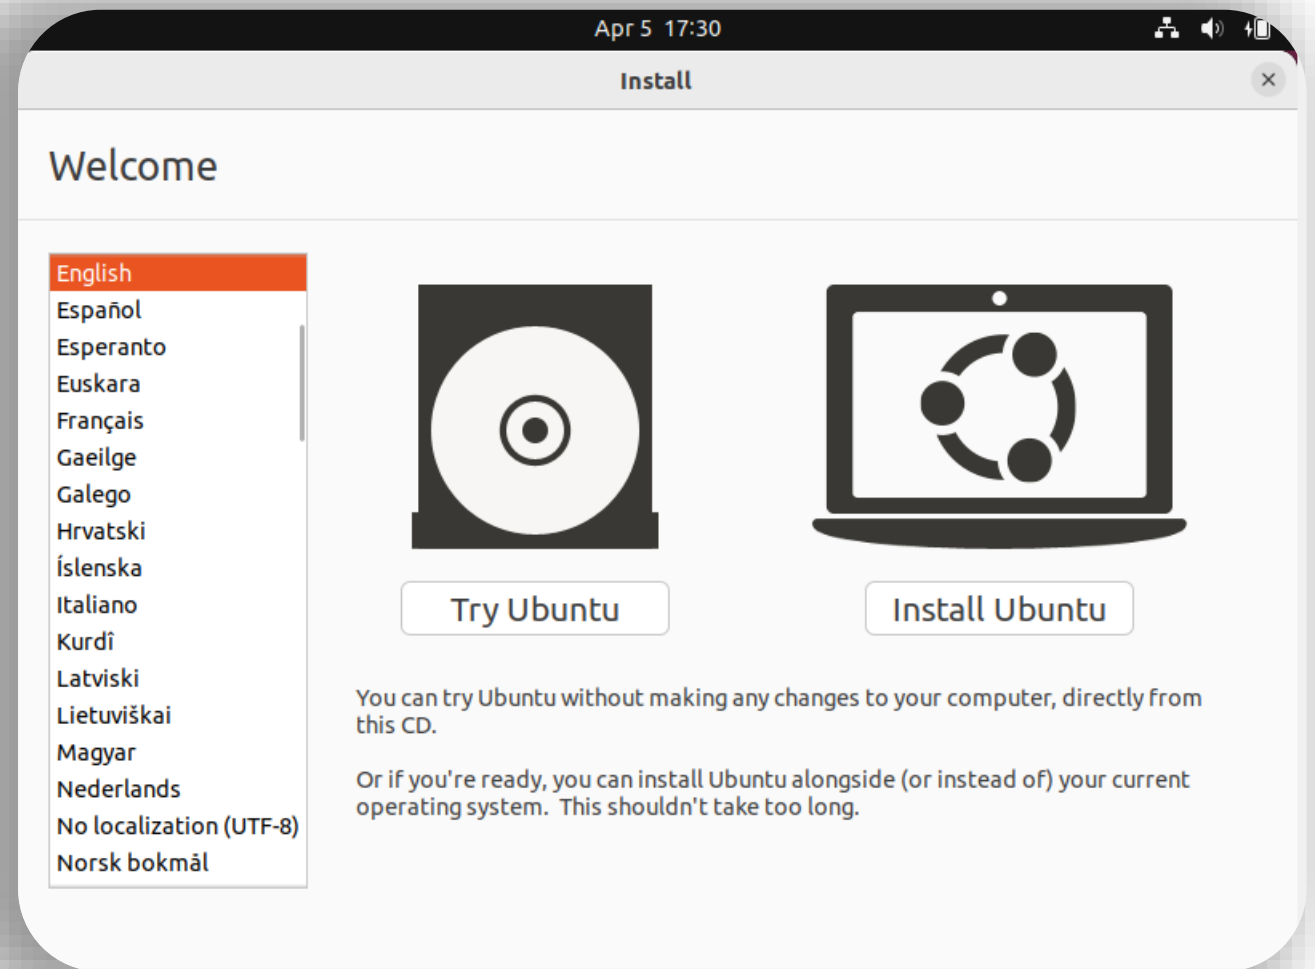 Apr 5 17:30
Install
Welcome
English
Español
Esperanto
Euskara
Français
Gaeilge
Galego
Hrvatski
Íslenska
Italiano
Kurdî
Latviski
Lietuviškai
Magyar
Nederlands
No localization (UTF-8)
Norsk bokmål
Try Ubuntu
Install Ubuntu
You can try Ubuntu without making any changes to your computer, directly from
this CD.
Or if you're ready, you can install Ubuntu alongside (or instead of) your current
operating system. This shouldn't take too long.